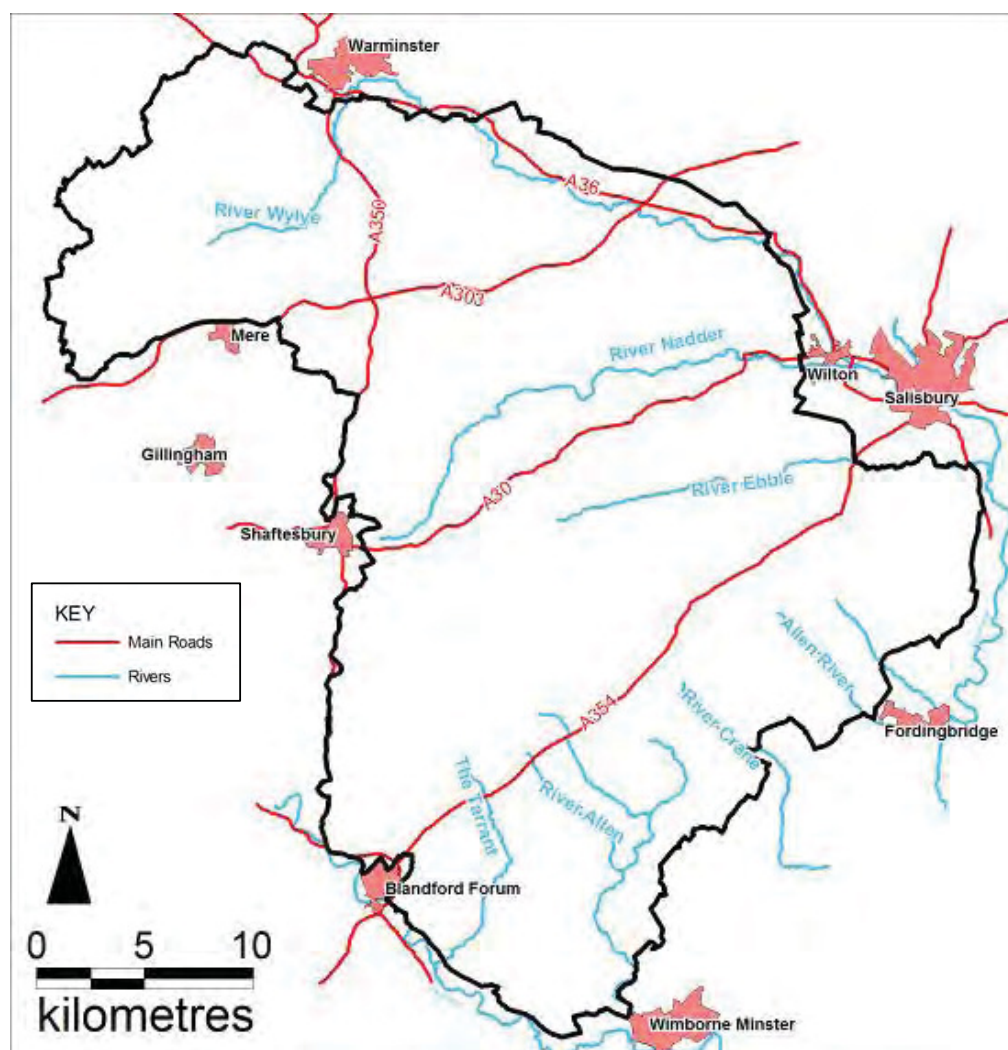 Warminster
A36
River Wylye
A350
A303
Mere
River Nadder
Wilton
Salisbury
Gillingham
River Ebble
A30
Shaftesbury
KEY
Main Roads
Rivers
Allen River
River Crane
Fordingbridge
A354
The Tarrant
River Allen
N
Blandford Forum
0 5 10
kilometres
Wimborne Minster